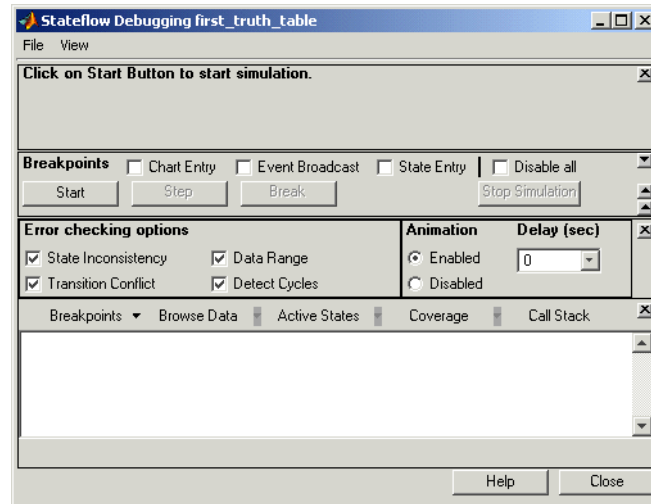 Stateflow Debugging first_truth_table
File View
Click on Start Button to start simulation.
Breakpoints Chart Entry Event Broadcast State Entry Disable all
Start Step Break Stop Simulation
Error checking options Animation Delay (sec)
State Inconsistency Data Range Enabled 0
Transition Conflict Detect Cycles Disabled
Breakpoints Browse Data Active States Coverage Call Stack
Help Close